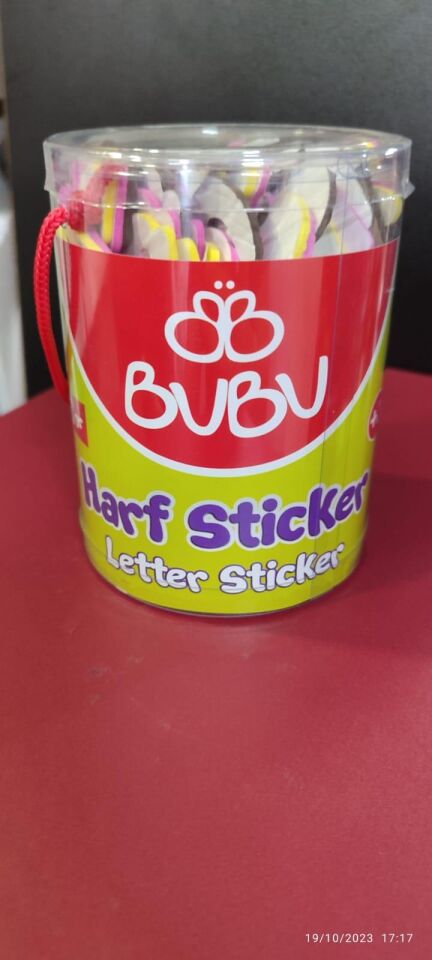 BUBU
Harf Sticker
Letter Sticker
19/10/2023 17:17